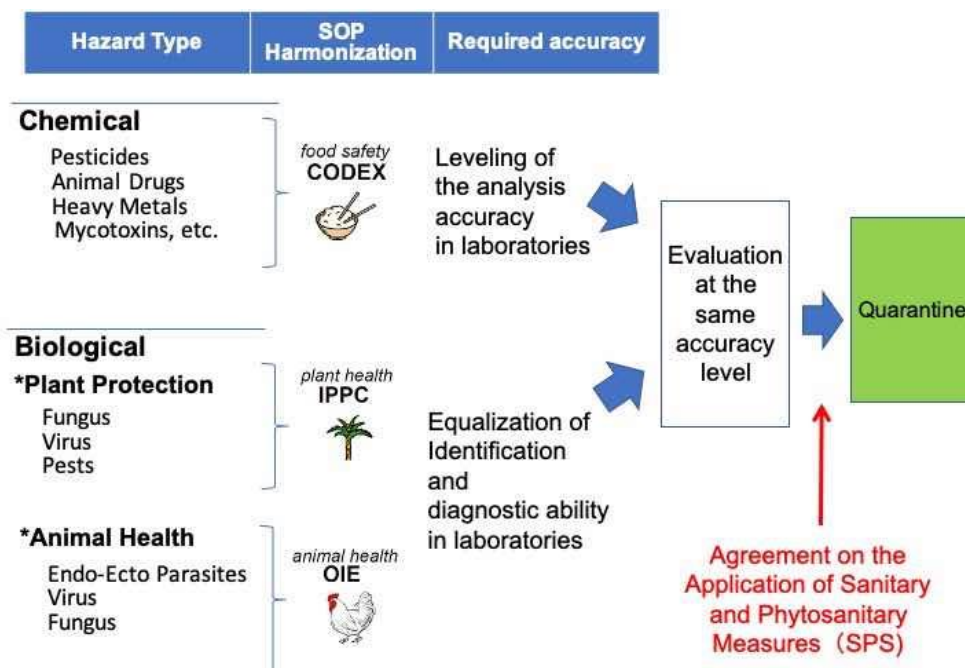 Hazard Type
SOP
Harmonization
Required accuracy
Chemical
Pesticides
Animal Drugs
Heavy Metals
Mycotoxins, etc.
food safety
CODEX
Leveling of
the analysis
accuracy
in laboratories
Biological
*Plant Protection
Fungus
Virus
Pests
plant health
IPPC
*Animal Health
Endo-Ecto Parasites
Virus
Fungus
animal health
OIE
Equalization of
Identification
and
diagnostic ability
in laboratories
Evaluation
at the
same
accuracy
level
Quarantine
Agreement on the
Application of Sanitary
and Phytosanitary
Measures（SPS)